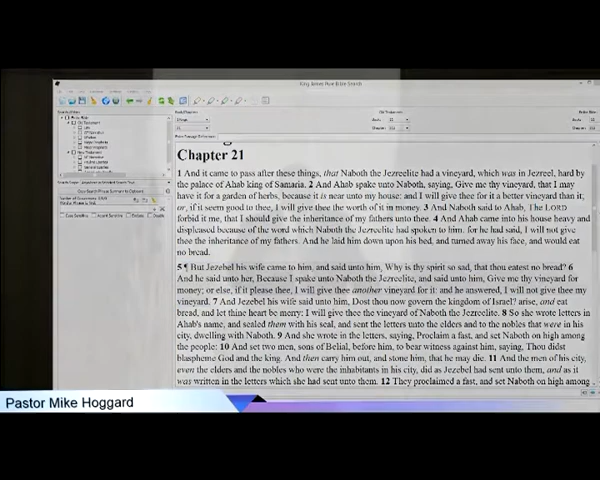 King James Pure Bible Search
Chapter 21
1 And it came to pass after these things, that Naboth the Jezreelite had a vineyard, which was in Jezreel, hard by
the palace of Ahab king of Samaria. 2 And Ahab spake unto Naboth, saying, Give me thy vineyard, that I may
have it for a garden of herbs, because it is near unto my house: and I will give thee for it a better vineyard than it;
or, if it seem good to thee, I will give thee the worth of it in money. 3 And Naboth said to Ahab, The LORD
forbid it me, that I should give the inheritance of my fathers unto thee. 4 And Ahab came into his house heavy and
displeased because of the word which Naboth the Jezreelite had spoken to him: for he had said, I will not give
thee the inheritance of my fathers. And he laid him down upon his bed, and turned away his face, and would eat
no bread.
5 ¶ But Jezebel his wife came to him, and said unto him, Why is thy spirit so sad, that thou eatest no bread? 6
And he said unto her, Because I spake unto Naboth the Jezreelite, and said unto him, Give me thy vineyard for
money; or else, if it please thee, I will give thee another vineyard for it: and he answered, I will not give thee my
vineyard. 7 And Jezebel his wife said unto him, Dost thou now govern the kingdom of Israel? arise, and eat
bread, and let thine heart be merry: I will give thee the vineyard of Naboth the Jezreelite. 8 So she wrote letters in
Ahab's name, and sealed them with his seal, and sent the letters unto the elders and to the nobles that were in his
city, dwelling with Naboth. 9 And she wrote in the letters, saying, Proclaim a fast, and set Naboth on high among
the people: 10 And set two men, sons of Belial, before him, to bear witness against him, saying, Thou didst
blaspheme God and the king. And then carry him out, and stone him, that he may die. 11 And the men of his city,
even the elders and the nobles who were the inhabitants in his city, did as Jezebel had sent unto them, and as it
was written in the letters which she had sent unto them. 12 They proclaimed a fast, and set Naboth on high among
Pastor Mike Hoggard